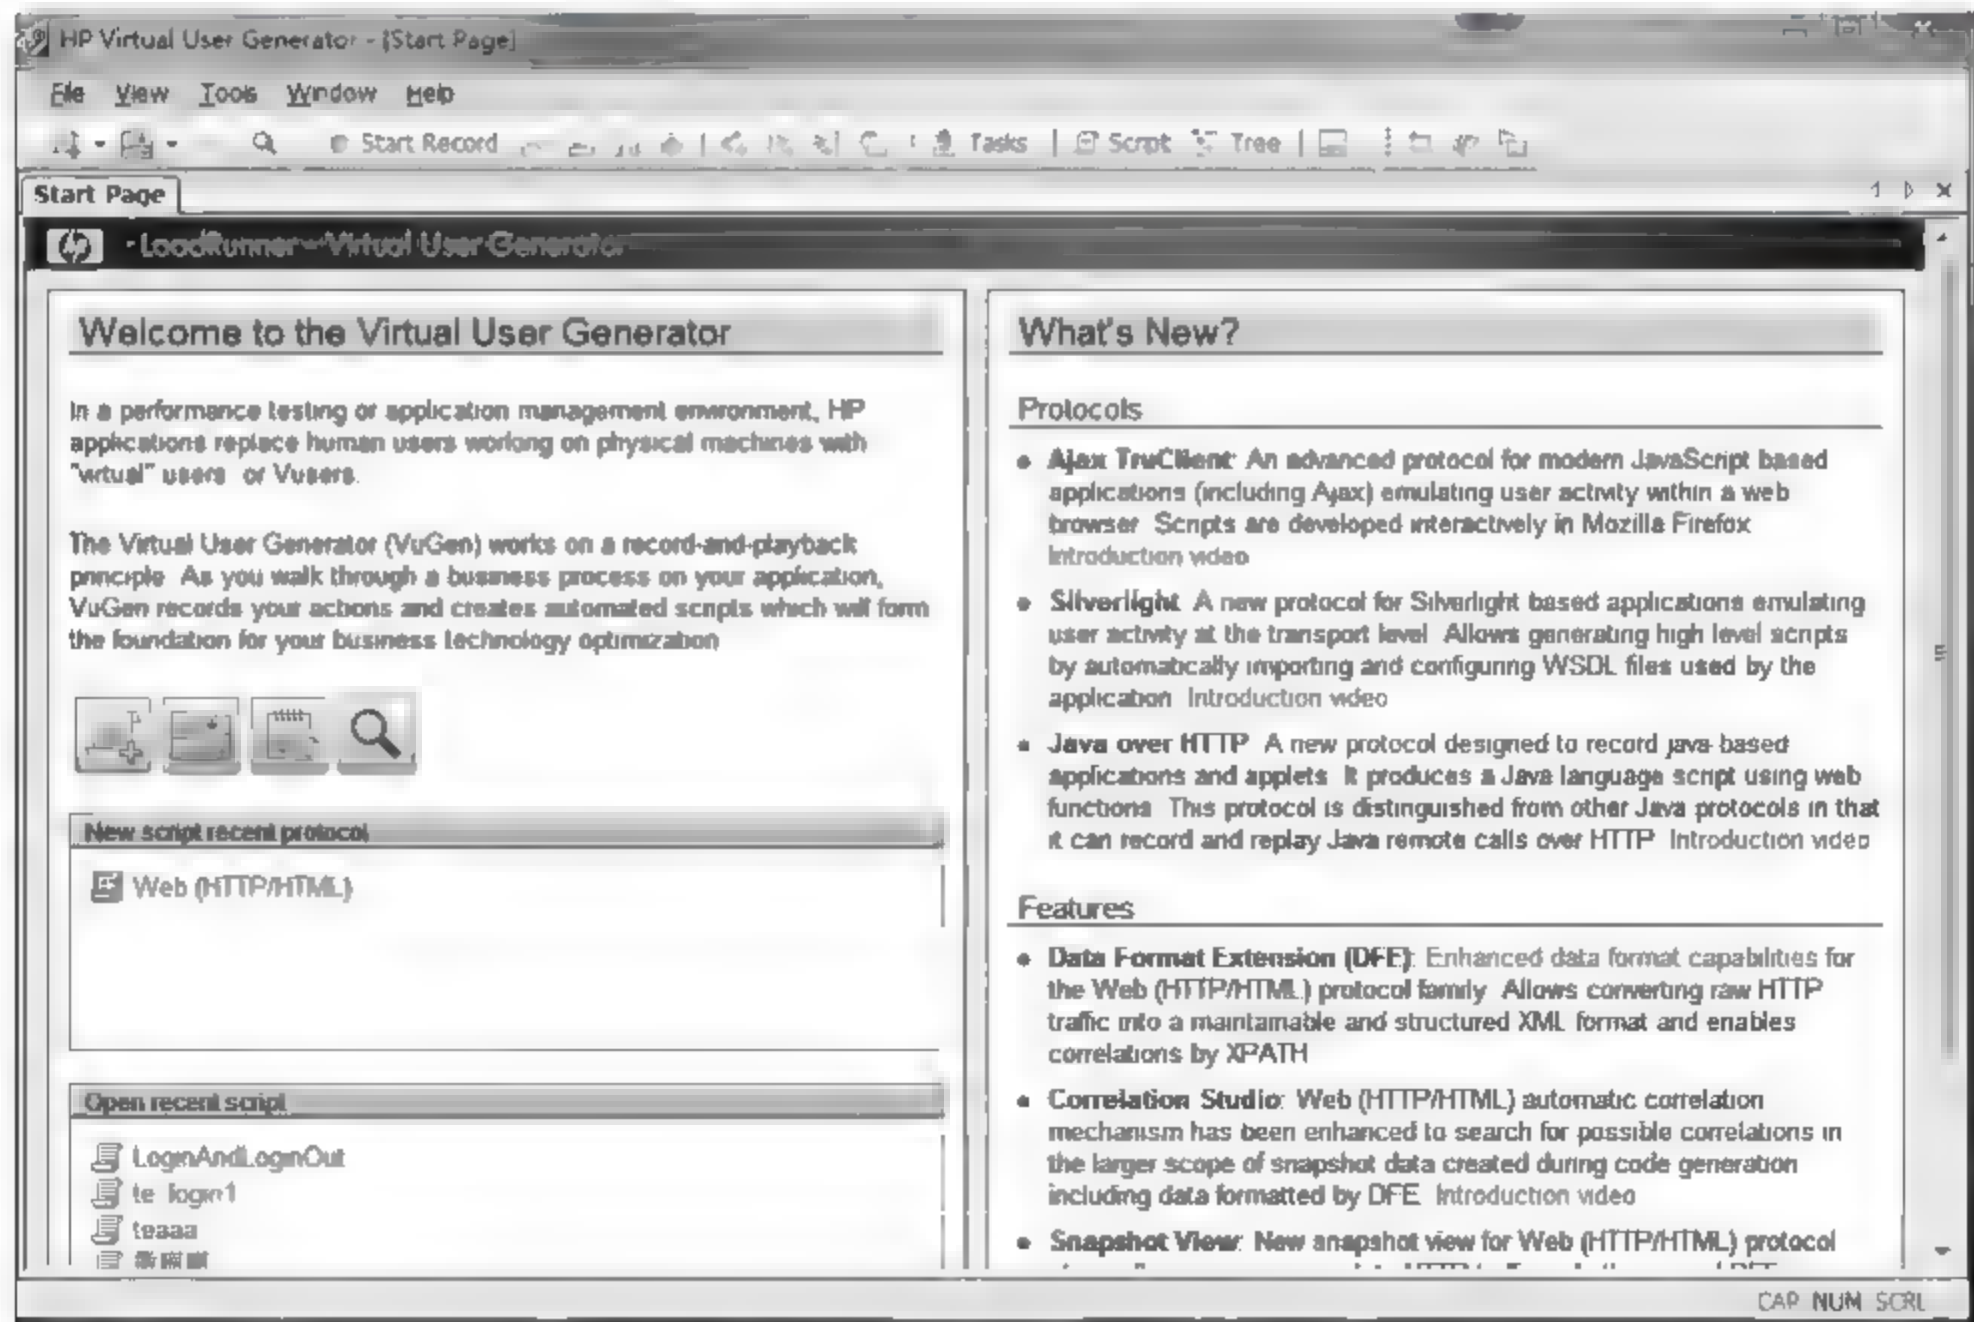 HP Virtual User Generator - [Start Page]
File View Tools Window Help
Start Record Tasks Script Tree
Start Page
hp LoadRunner - Virtual User Generator
Welcome to the Virtual User Generator
In a performance testing or application management environment, HP
applications replace human users working on physical machines with
"virtual" users or Vusers.
The Virtual User Generator (VuGen) works on a record-and-playback
principle As you walk through a business process on your application,
VuGen records your actions and creates automated scripts which will form
the foundation for your business technology optimization
New script recent protocol
Web (HTTP/HTML)
Open recent script
LoginAndLoginOut
te login1
teaaa
What's New?
Protocols
Ajax TruClient: An advanced protocol for modern JavaScript based
applications (including Ajax) emulating user activity within a web
browser Scripts are developed interactively in Mozilla Firefox
Introduction video
Silverlight A new protocol for Silverlight based applications emulating
user activity at the transport level Allows generating high level scripts
by automatically importing and configuring WSDL files used by the
application Introduction video
Java over HTTP A new protocol designed to record java-based
applications and applets It produces a Java language script using web
functions This protocol is distinguished from other Java protocols in that
it can record and replay Java remote calls over HTTP Introduction video
Features
Data Format Extension (DFE): Enhanced data format capabilities for
the Web (HTTP/HTML) protocol family Allows converting raw HTTP
traffic into a maintainable and structured XML format and enables
correlations by XPATH
Correlation Studio: Web (HTTP/HTML) automatic correlation
mechanism has been enhanced to search for possible correlations in
the larger scope of snapshot data created during code generation
including data formatted by DFE Introduction video
Snapshot View: New snapshot view for Web (HTTP/HTML) protocol
CAP NUM SCRL